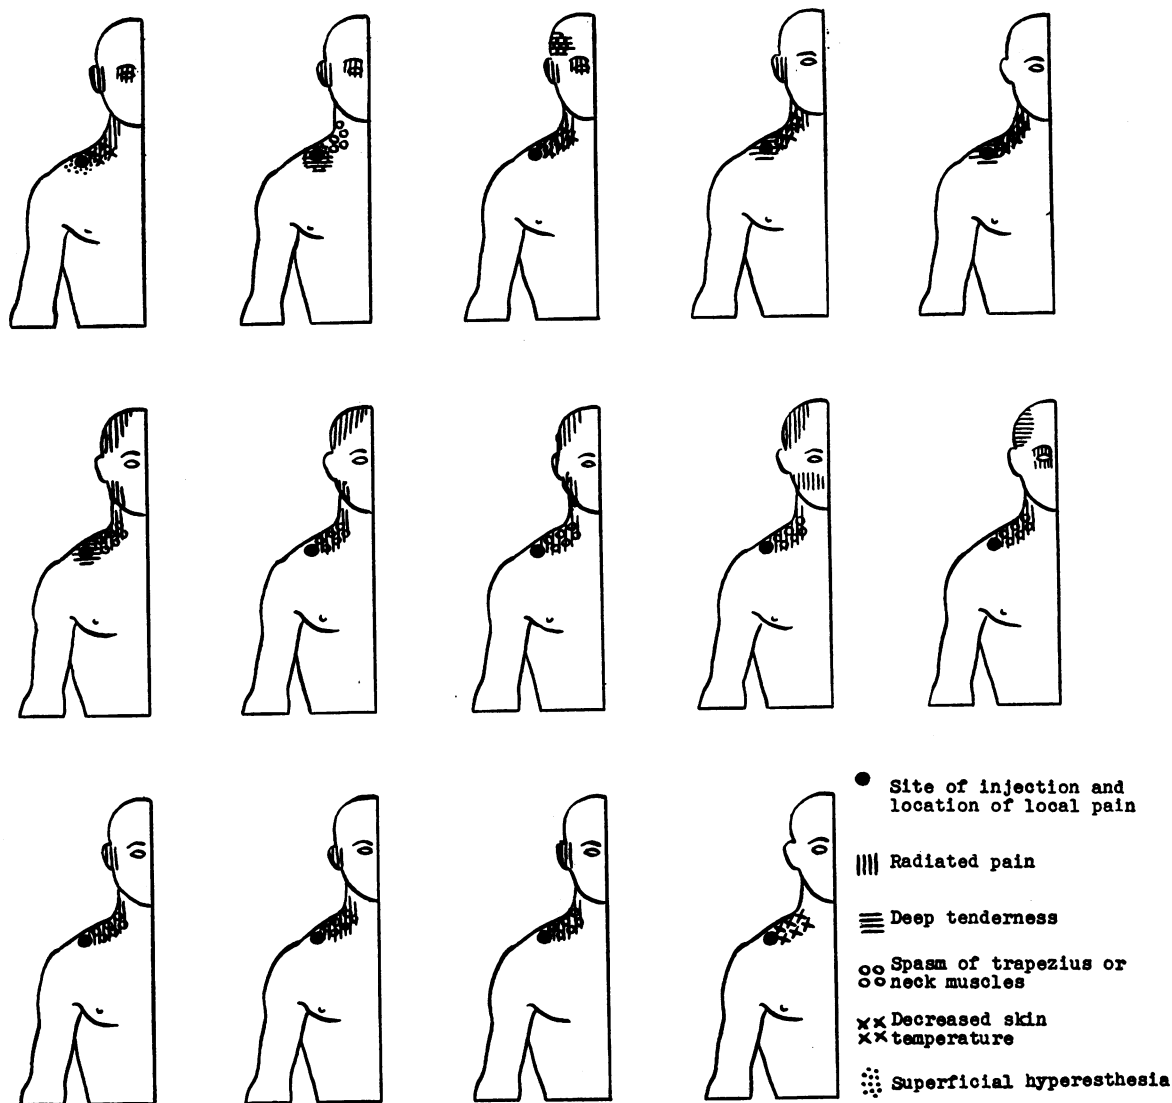 Site of injection and
location of local pain
Radiated pain
Deep tenderness
Spasm of trapezius or
neck muscles
Decreased skin
temperature
Superficial hyperesthesia